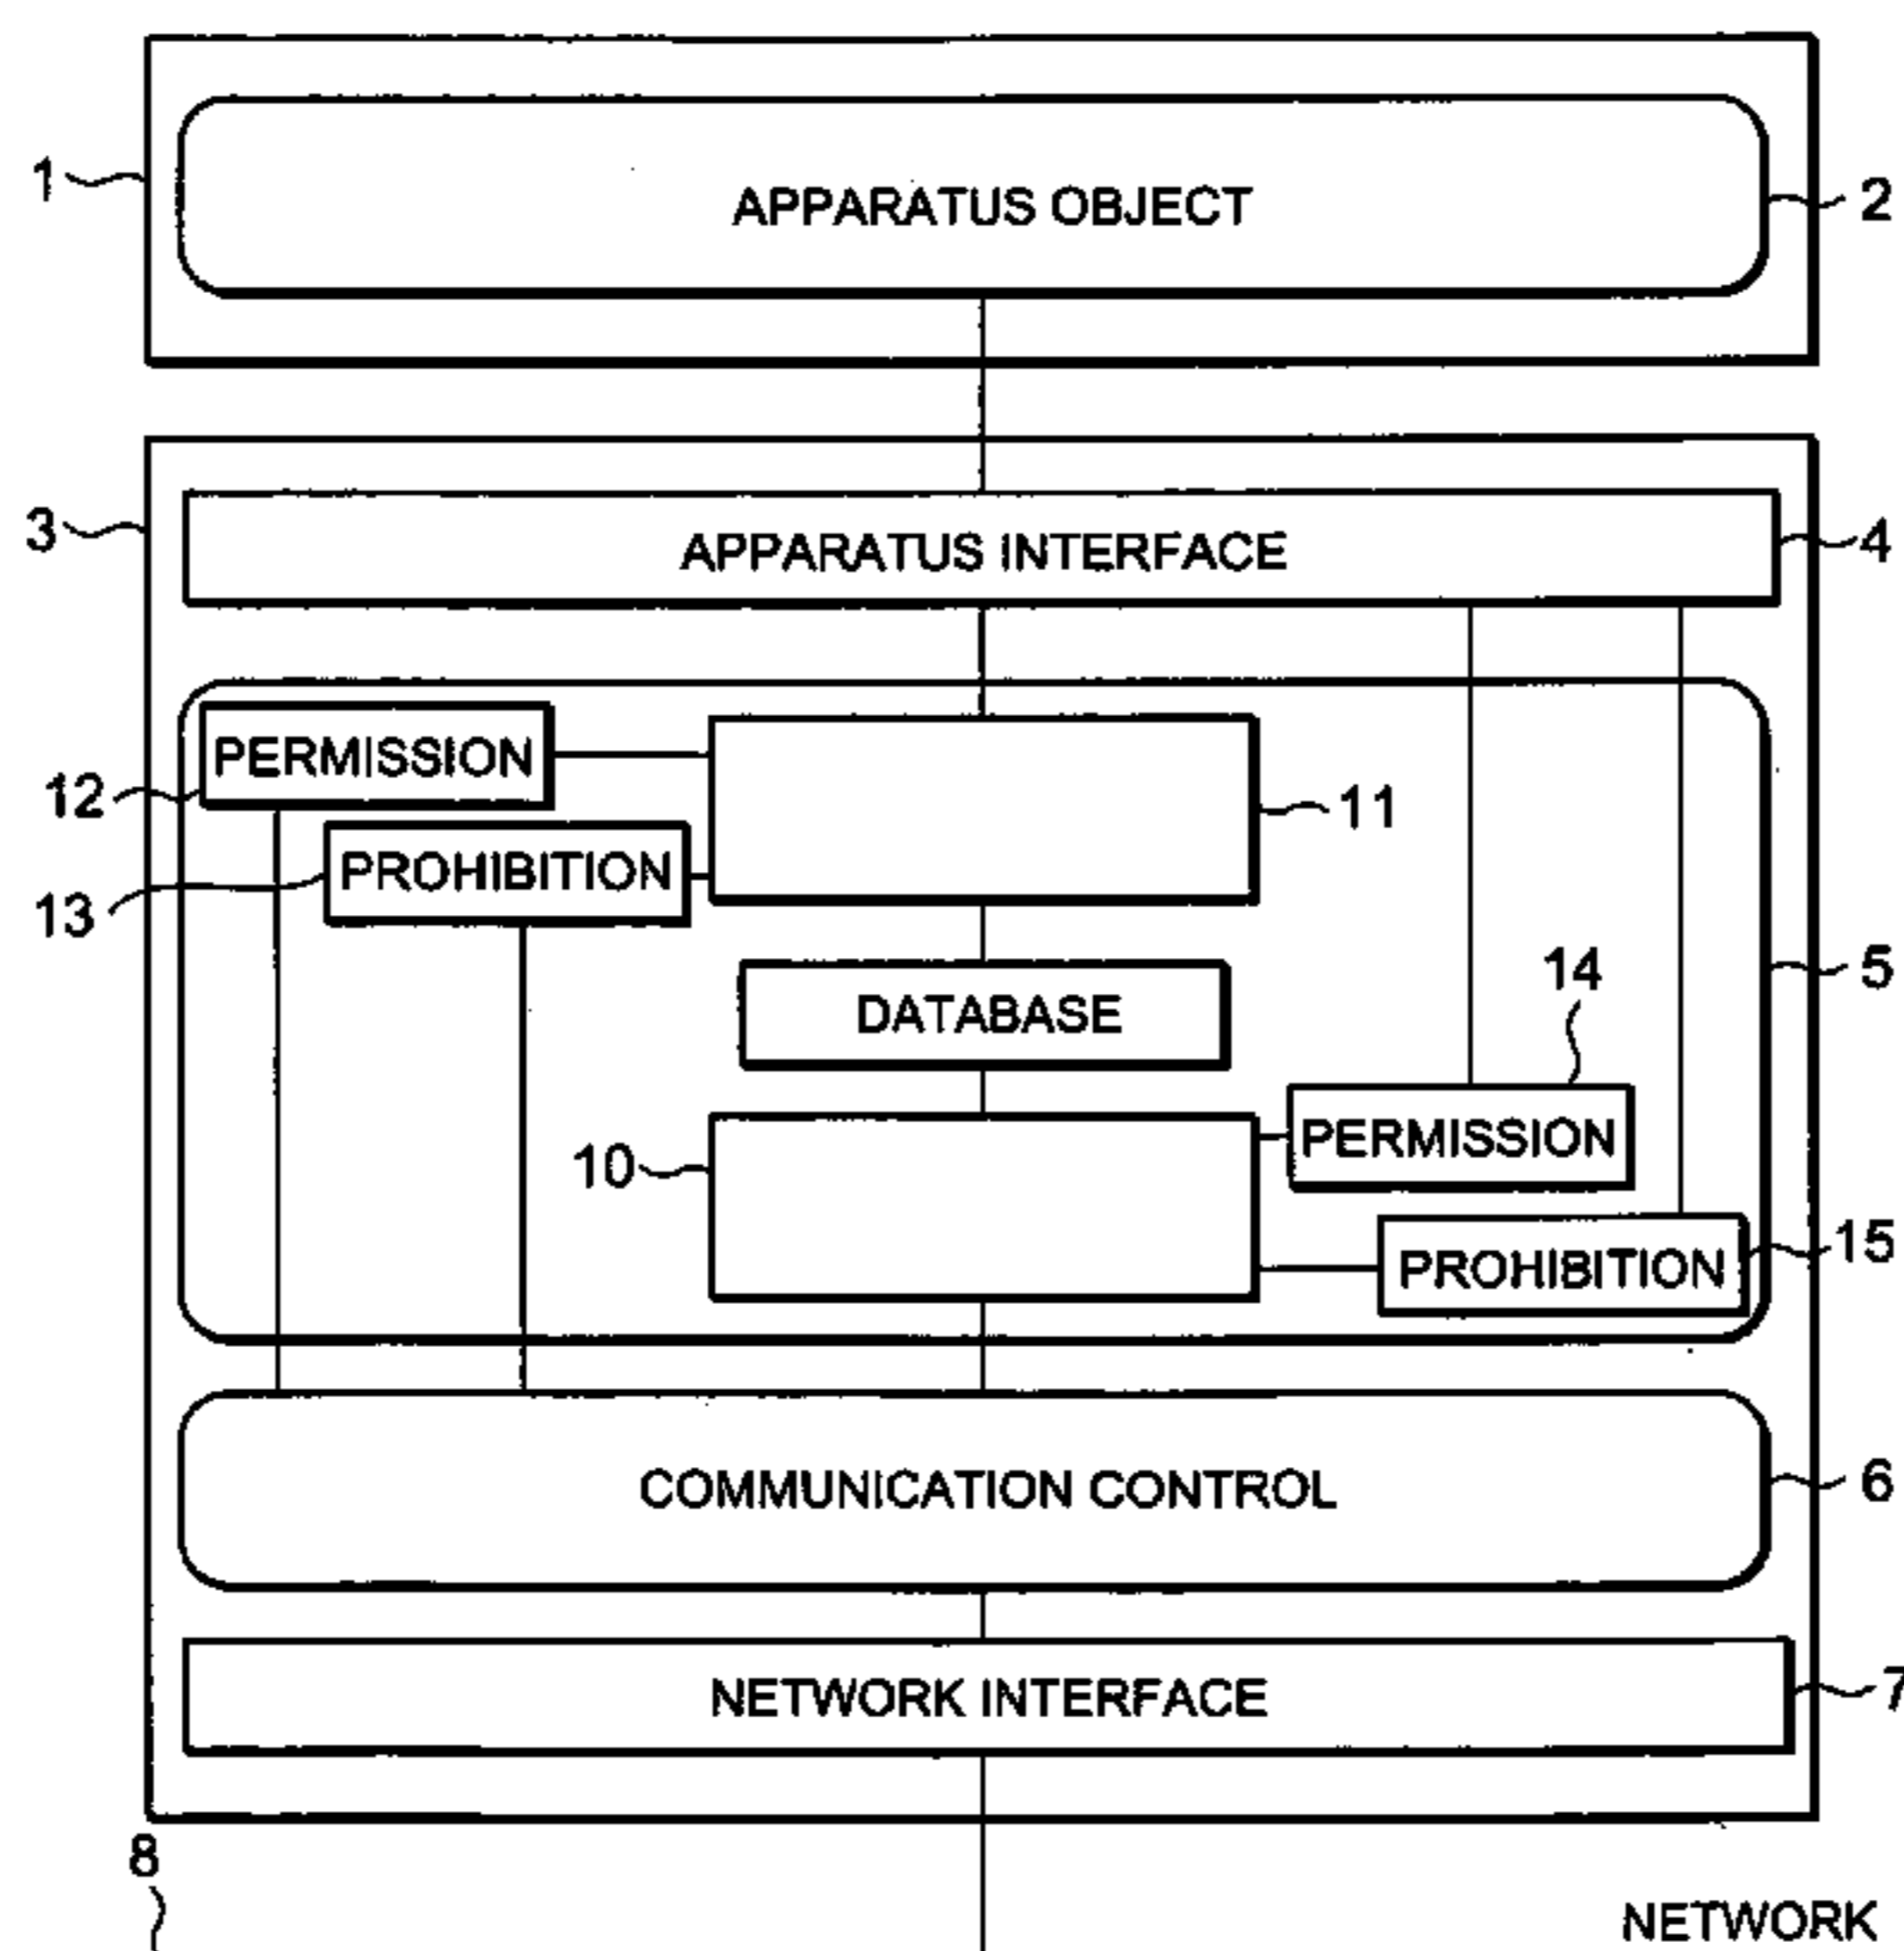 1
APPARATUS OBJECT
2
3
APPARATUS INTERFACE
4
PERMISSION
12
11
PROHIBITION
13
DATABASE
14
5
10
PERMISSION
PROHIBITION
15
COMMUNICATION CONTROL
6
NETWORK INTERFACE
7
8
NETWORK